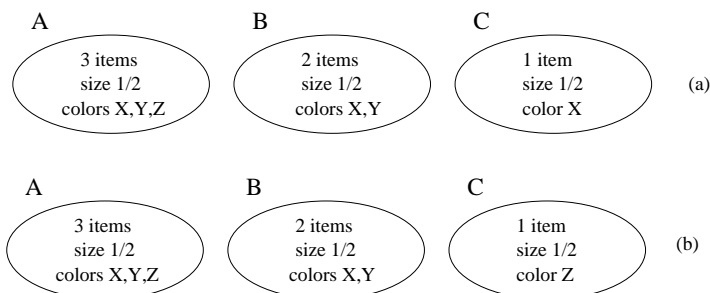 A B C
3 items 2 items 1 item
size 1/2 size 1/2 size 1/2 (a)
colors X,Y,Z colors X,Y color X
A B C
3 items 2 items 1 item
size 1/2 size 1/2 size 1/2 (b)
colors X,Y,Z colors X,Y color Z